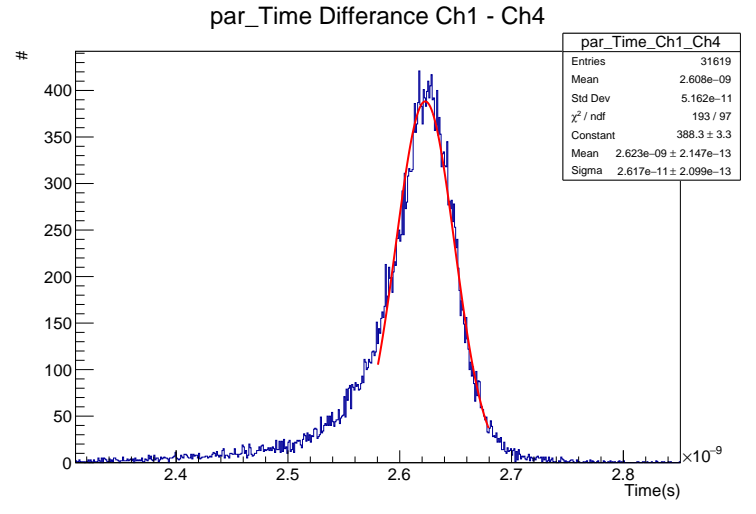 par_Time Differance Ch1 - Ch4
par_Time_Ch1_Ch4
Entries 31619
Mean 2.608e−09
Std Dev 5.162e−11
χ² / ndf 193 / 97
Constant 388.3 ± 3.3
Mean 2.623e−09 ± 2.147e−13
Sigma 2.617e−11 ± 2.099e−13
#
400
350
300
250
200
150
100
50
0
2.4 2.5 2.6 2.7 2.8
×10⁻⁹
Time(s)